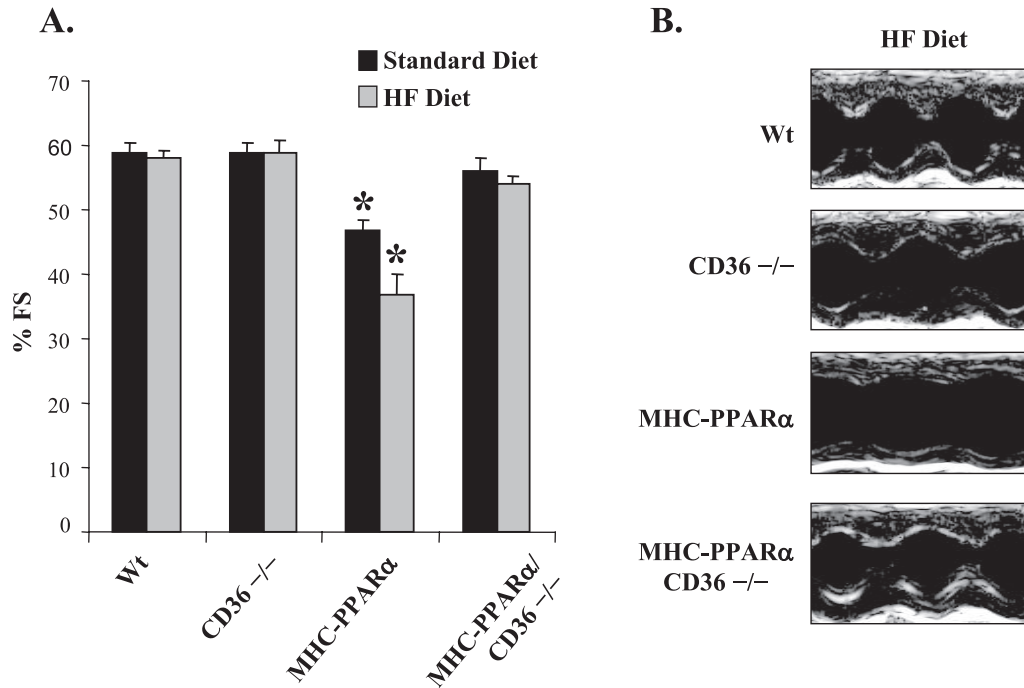 A.
Standard Diet
HF Diet
% FS
70
60
50
40
30
20
10
0
*
*
Wt
CD36 –/–
MHC-PPARα
MHC-PPARα/
CD36 –/–
B.
HF Diet
Wt
CD36 –/–
MHC-PPARα
MHC-PPARα
CD36 –/–